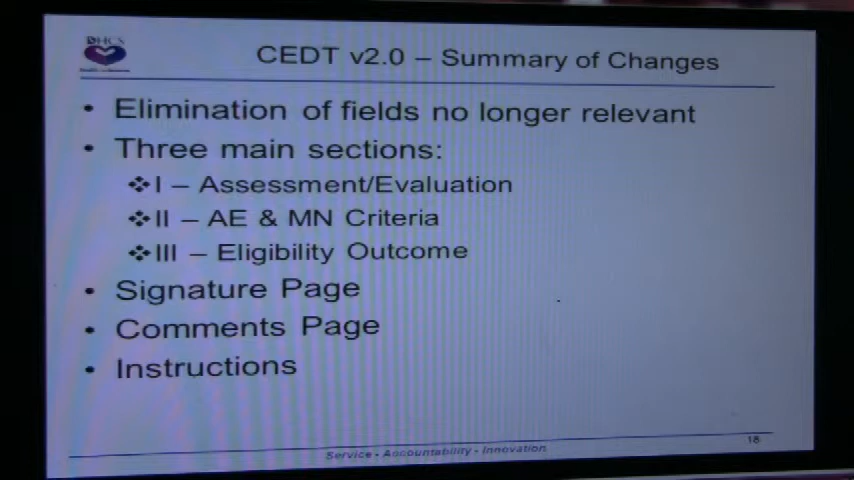 DHCS
CEDT v2.0 – Summary of Changes
• Elimination of fields no longer relevant
• Three main sections:
❖I – Assessment/Evaluation
❖II – AE & MN Criteria
❖III – Eligibility Outcome
• Signature Page
• Comments Page
• Instructions
Service - Accountability - Innovation
18